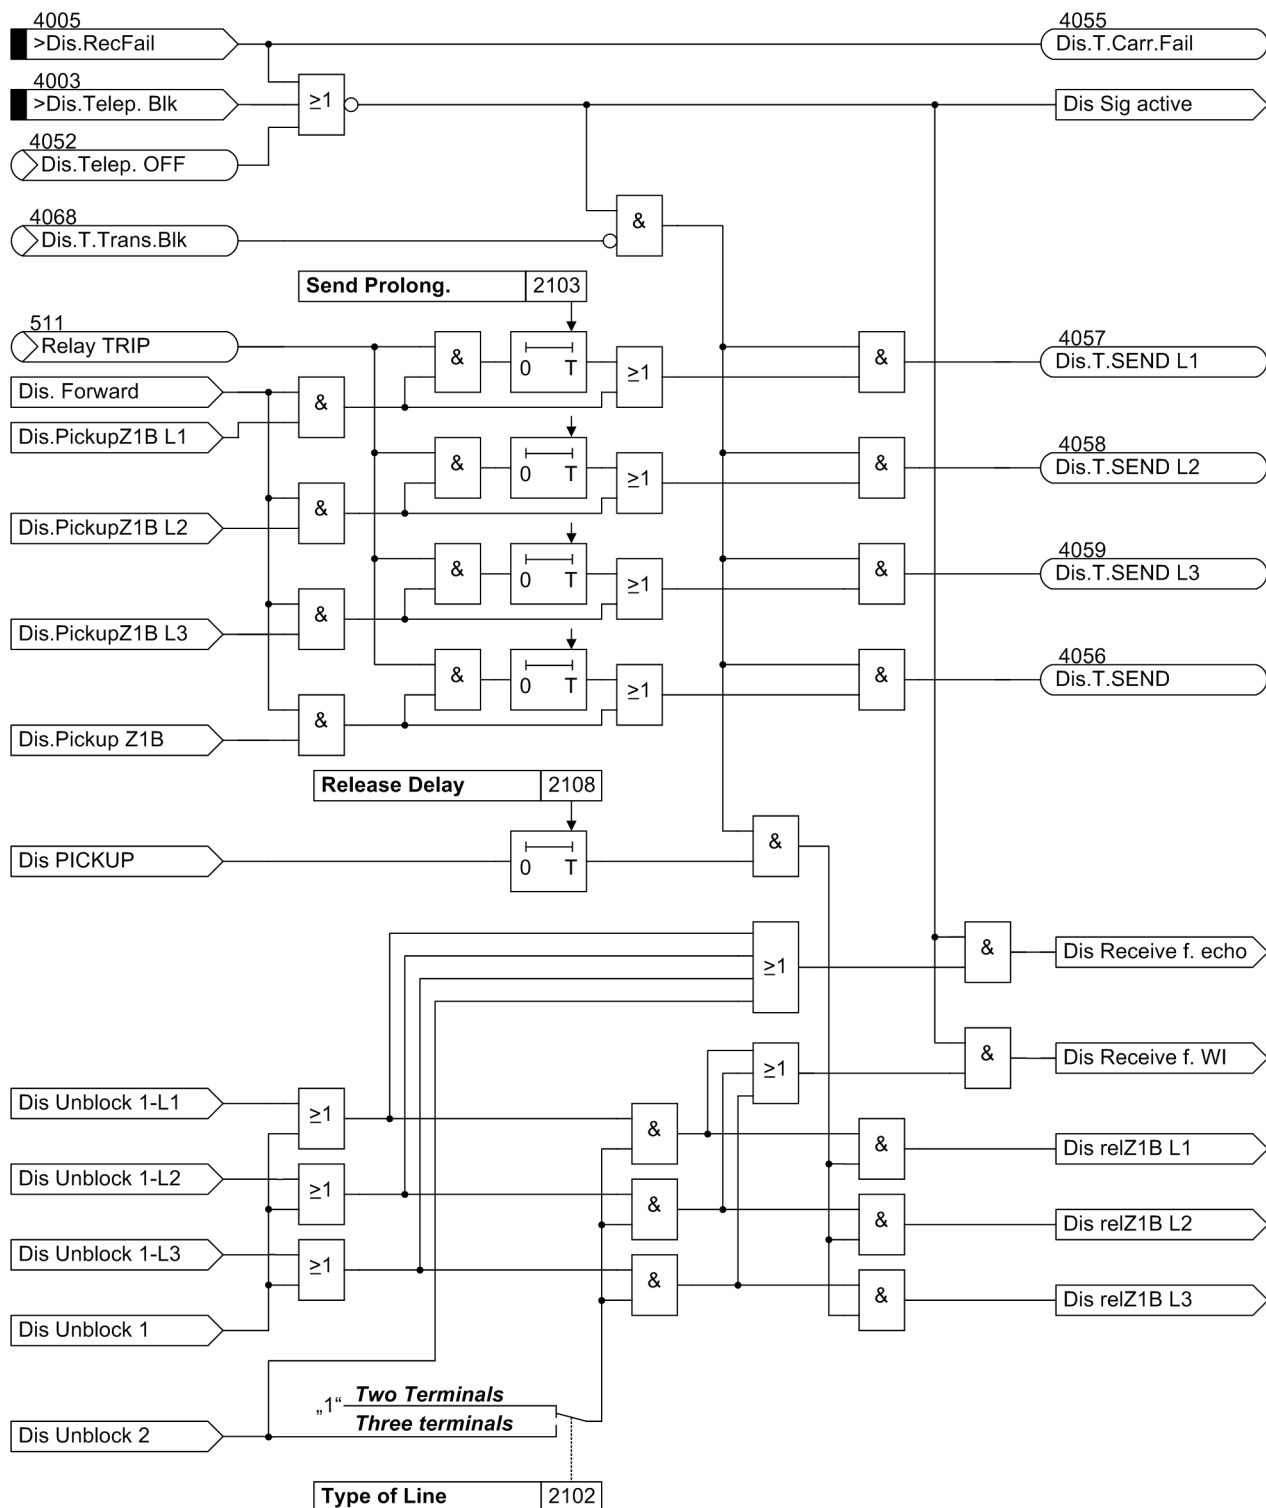 4005
>Dis.RecFail
4055
Dis.T.Carr.Fail
4003
>Dis.Telep. Blk
≥1
Dis Sig active
4052
Dis.Telep. OFF
4068
Dis.T.Trans.Blk
&
Send Prolong. 2103
511
Relay TRIP
& 0 T ≥1 &
4057
Dis.T.SEND L1
Dis. Forward
&
Dis.PickupZ1B L1
& 0 T ≥1 &
4058
Dis.T.SEND L2
&
Dis.PickupZ1B L2
& 0 T ≥1 &
4059
Dis.T.SEND L3
&
Dis.PickupZ1B L3
& 0 T ≥1 &
4056
Dis.T.SEND
&
Dis.Pickup Z1B
Release Delay 2108
Dis PICKUP
0 T
&
≥1
&
Dis Receive f. echo
≥1
&
Dis Receive f. WI
Dis Unblock 1-L1
≥1
&
&
Dis relZ1B L1
Dis Unblock 1-L2
≥1
&
&
Dis relZ1B L2
Dis Unblock 1-L3
≥1
&
&
Dis relZ1B L3
Dis Unblock 1
„1“ Two Terminals
Three terminals
Dis Unblock 2
Type of Line 2102